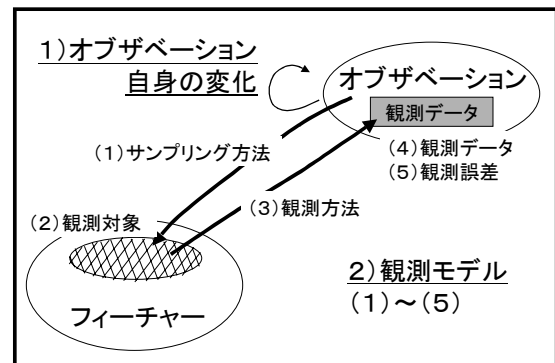 1)オブザベーション
自身の変化
オブザベーション
観測データ
(1)サンプリング方法
(4)観測データ
(5)観測誤差
(2)観測対象
(3)観測方法
フィーチャー
2)観測モデル
(1)~(5)